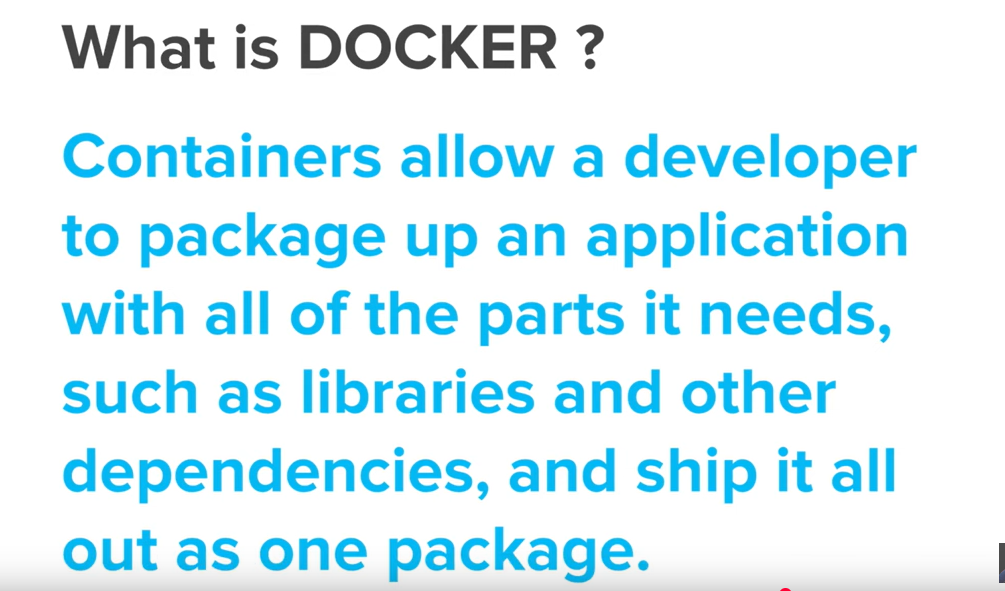 What is DOCKER ?
Containers allow a developer
to package up an application
with all of the parts it needs,
such as libraries and other
dependencies, and ship it all
out as one package.